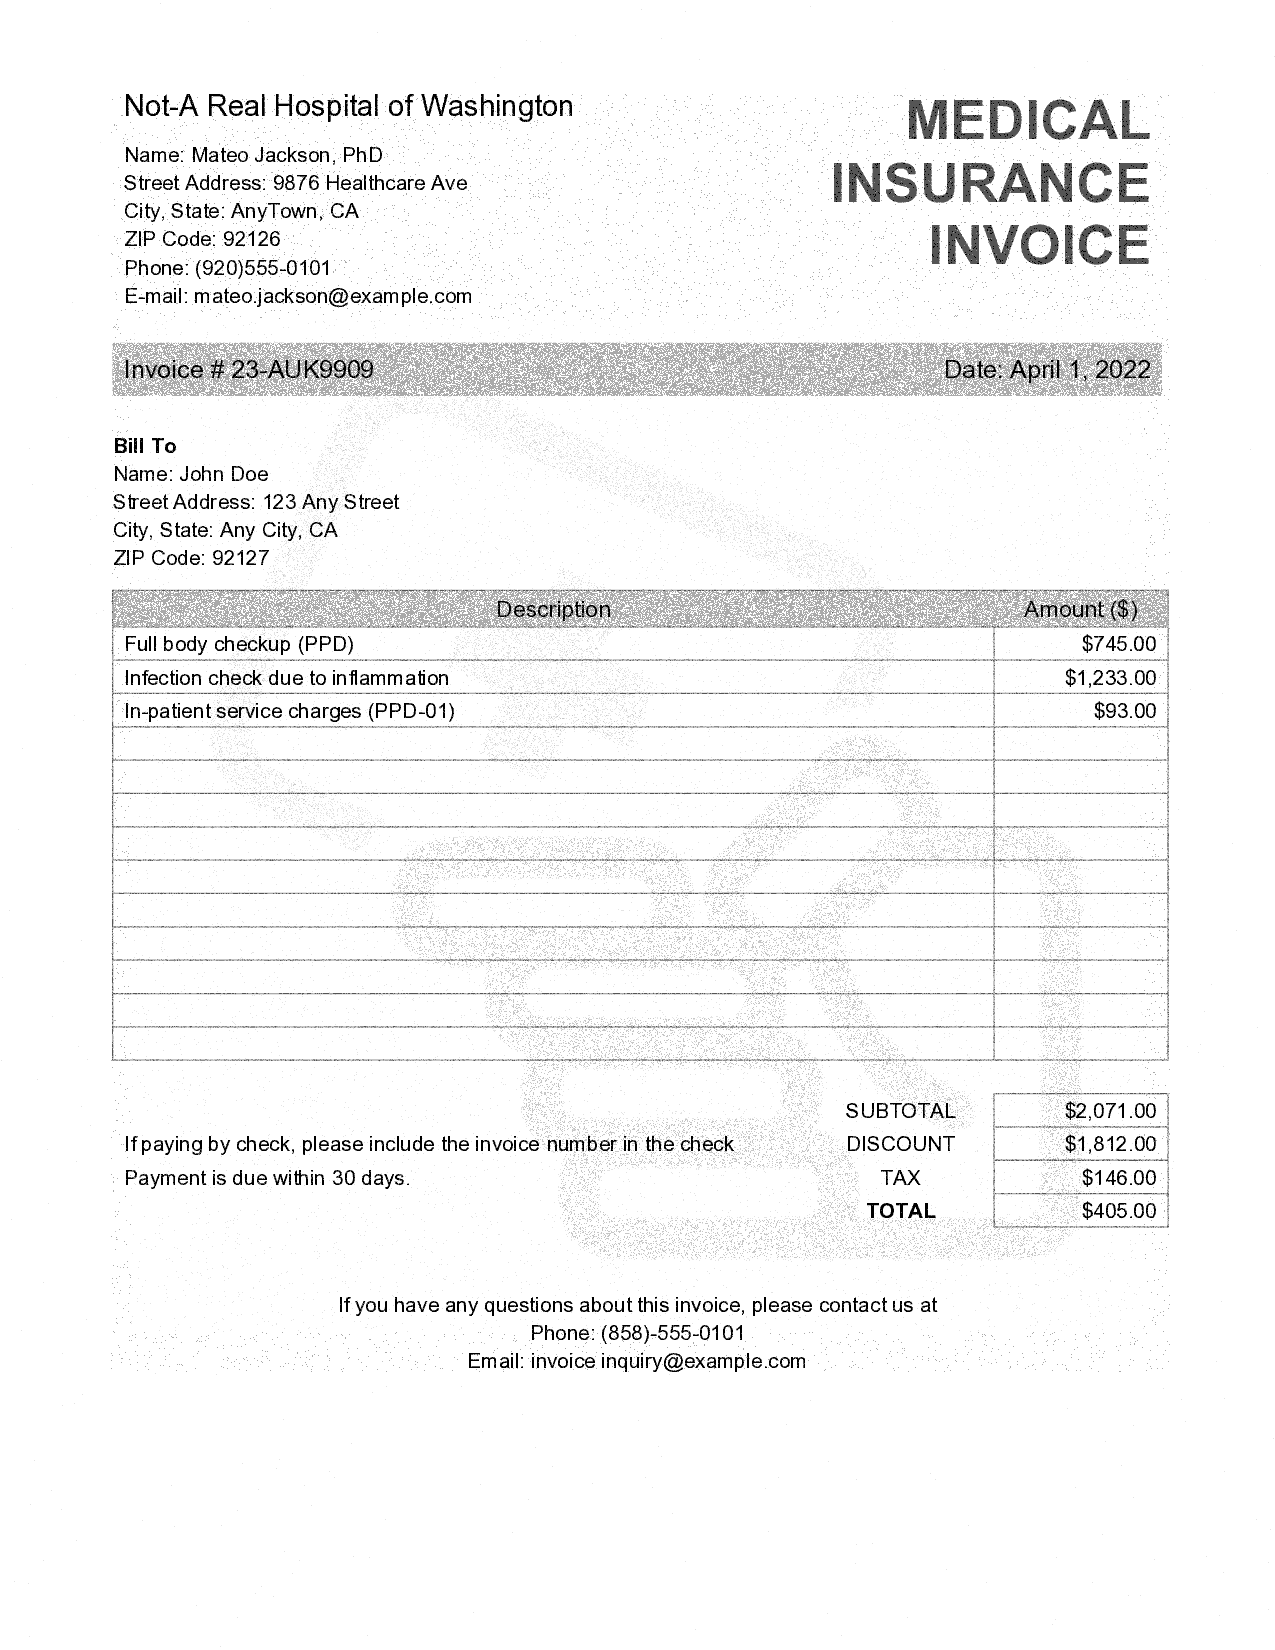 Not-A Real Hospital of Washington
MEDICAL
INSURANCE
INVOICE
Name: Mateo Jackson, PhD
Street Address: 9876 Healthcare Ave
City, State: AnyTown, CA
ZIP Code: 92126
Phone: (920)555-0101
E-mail: mateo.jackson@example.com
Invoice # 23-AUK9909 Date: April 1, 2022
Bill To
Name: John Doe
Street Address: 123 Any Street
City, State: Any City, CA
ZIP Code: 92127
Description Amount ($)
Full body checkup (PPD) $745.00
Infection check due to inflammation $1,233.00
In-patient service charges (PPD-01) $93.00
SUBTOTAL $2,071.00
If paying by check, please include the invoice number in the check DISCOUNT $1,812.00
Payment is due within 30 days. TAX $146.00
TOTAL $405.00
If you have any questions about this invoice, please contact us at
Phone: (858)-555-0101
Email: invoice inquiry@example.com